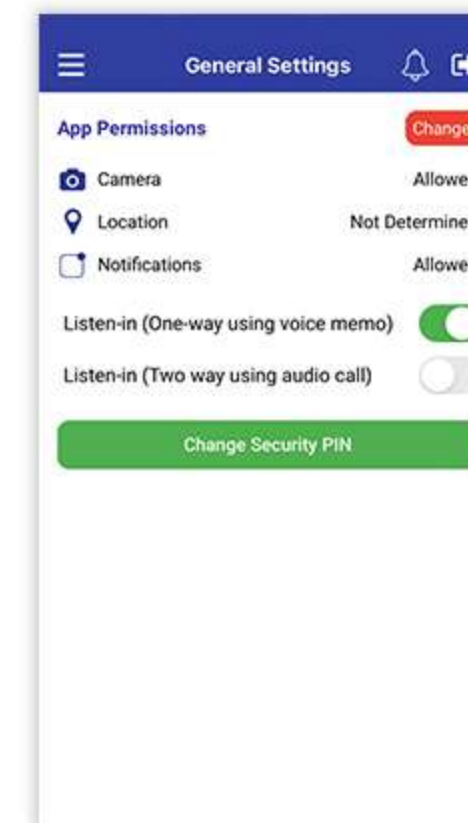 General Settings
App Permissions Change
Camera Allowe
Location Not Determine
Notifications Allowe
Listen-in (One-way using voice memo)
Listen-in (Two way using audio call)
Change Security PIN